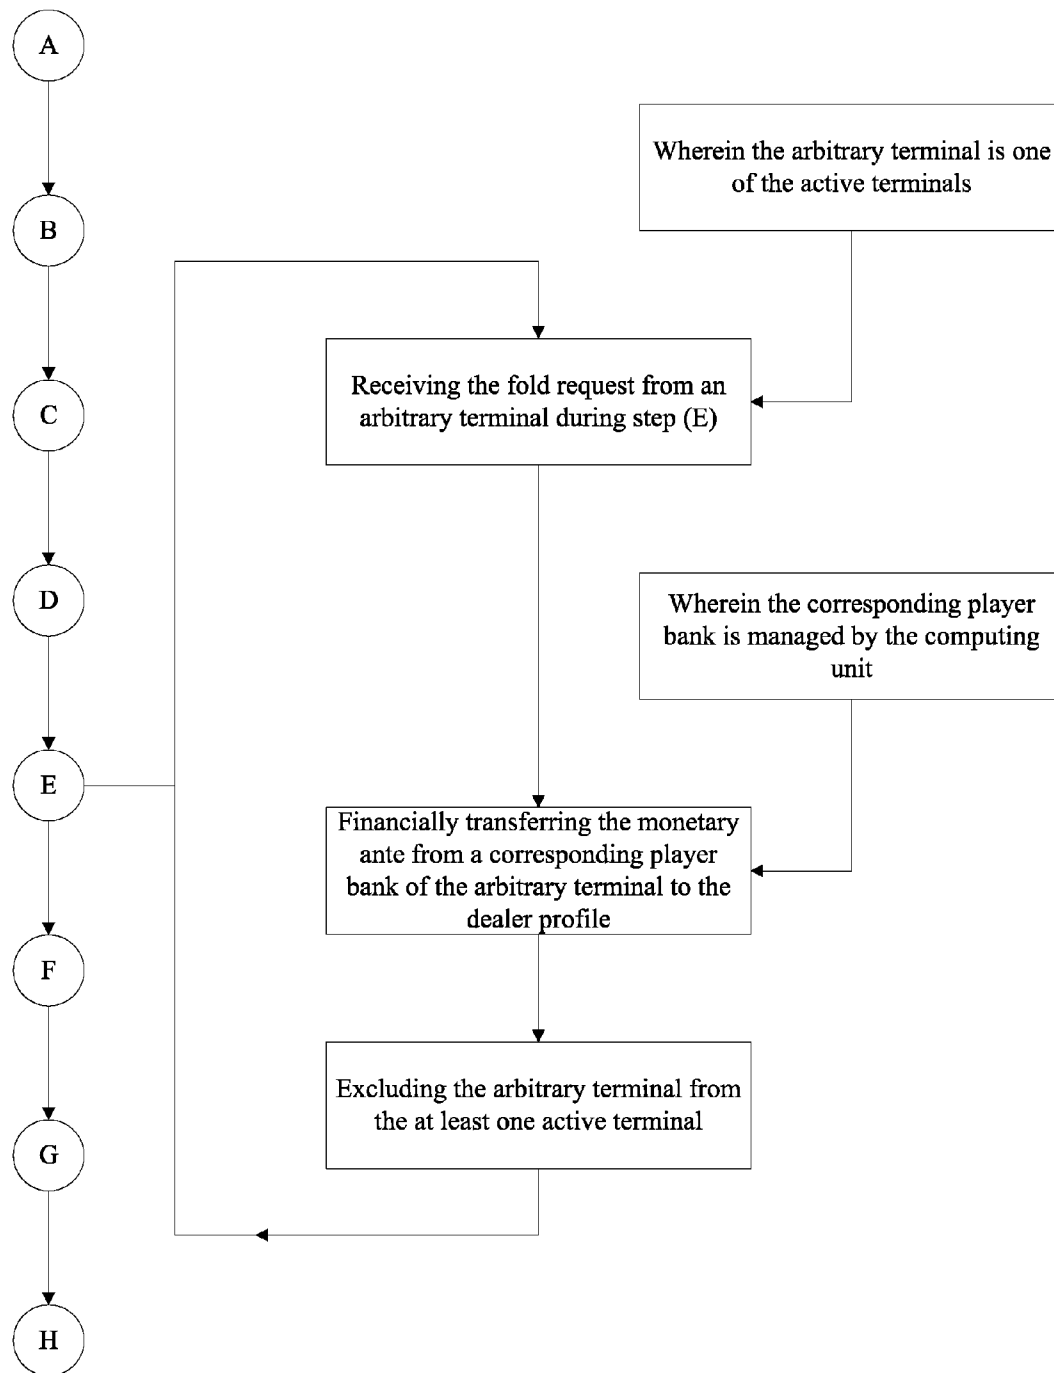 A
Wherein the arbitrary terminal is one
of the active terminals
B
Receiving the fold request from an
arbitrary terminal during step (E)
C
D
Wherein the corresponding player
bank is managed by the computing
unit
E
Financially transferring the monetary
ante from a corresponding player
bank of the arbitrary terminal to the
dealer profile
F
Excluding the arbitrary terminal from
the at least one active terminal
G
H